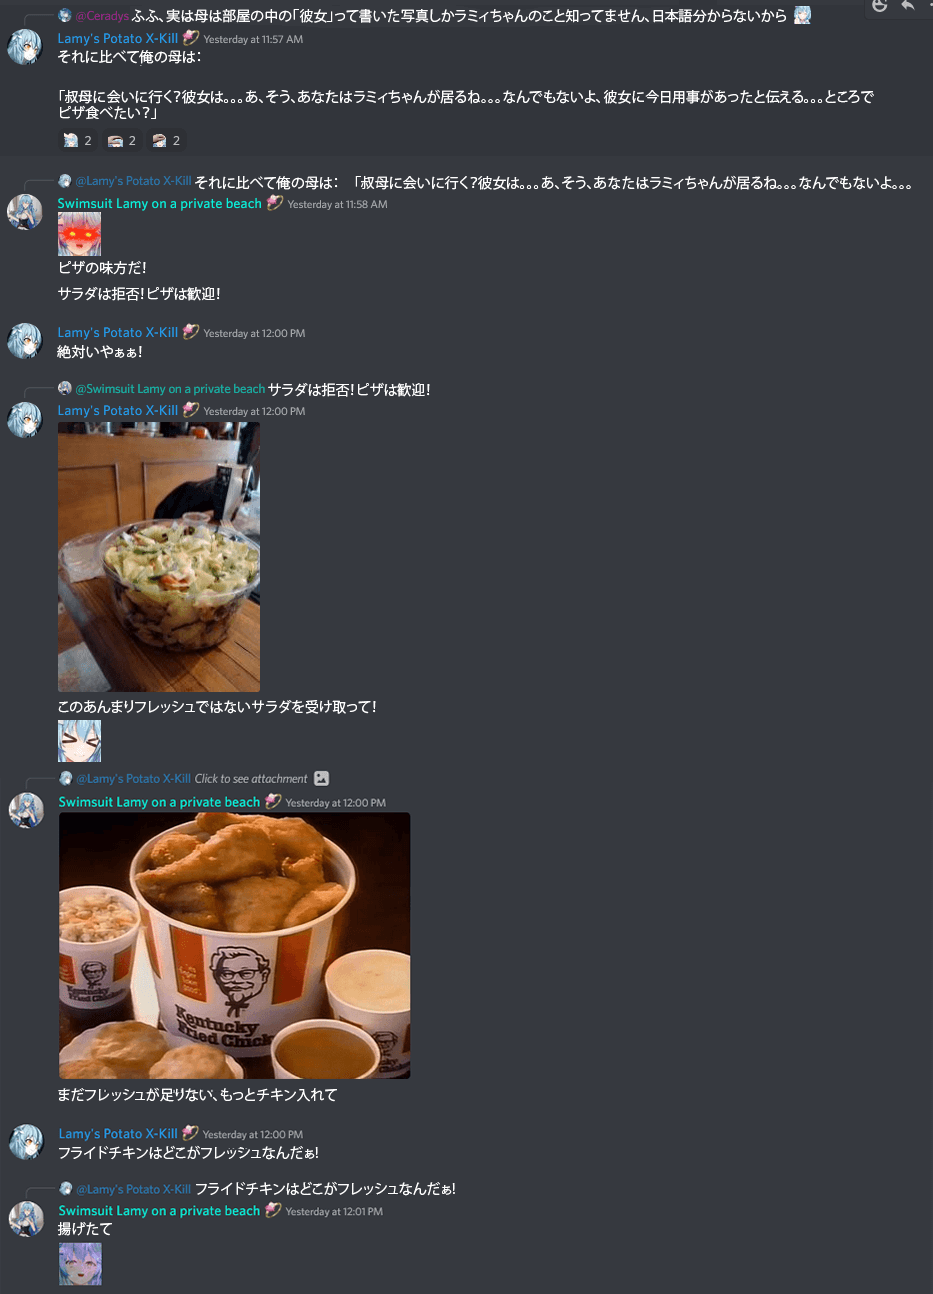 @Ceradys ふふ、実は母は部屋の中の「彼女」って書いた写真しかラミィちゃんのこと知ってません、日本語分からないから
Lamy's Potato X-Kill Yesterday at 11:57 AM
それに比べて俺の母は：
「叔母に会いに行く？彼女は。。。あ、そう、あなたはラミィちゃんが居るね。。。なんでもないよ、彼女に今日用事があったと伝える。。。ところで
ピザ食べたい？」
2 2 2
@Lamy's Potato X-Kill それに比べて俺の母は： 「叔母に会いに行く？彼女は。。。あ、そう、あなたはラミィちゃんが居るね。。。なんでもないよ。。。
Swimsuit Lamy on a private beach Yesterday at 11:58 AM
ピザの味方だ！
サラダは拒否！ピザは歓迎！
Lamy's Potato X-Kill Yesterday at 12:00 PM
絶対いやぁぁ！
@Swimsuit Lamy on a private beach サラダは拒否！ピザは歓迎！
Lamy's Potato X-Kill Yesterday at 12:00 PM
このあんまりフレッシュではないサラダを受け取って！
@Lamy's Potato X-Kill Click to see attachment
Swimsuit Lamy on a private beach Yesterday at 12:00 PM
Kentucky
Fried Chick
まだフレッシュが足りない、もっとチキン入れて
Lamy's Potato X-Kill Yesterday at 12:00 PM
フライドチキンはどこがフレッシュなんだぁ！
@Lamy's Potato X-Kill フライドチキンはどこがフレッシュなんだぁ！
Swimsuit Lamy on a private beach Yesterday at 12:01 PM
揚げたて